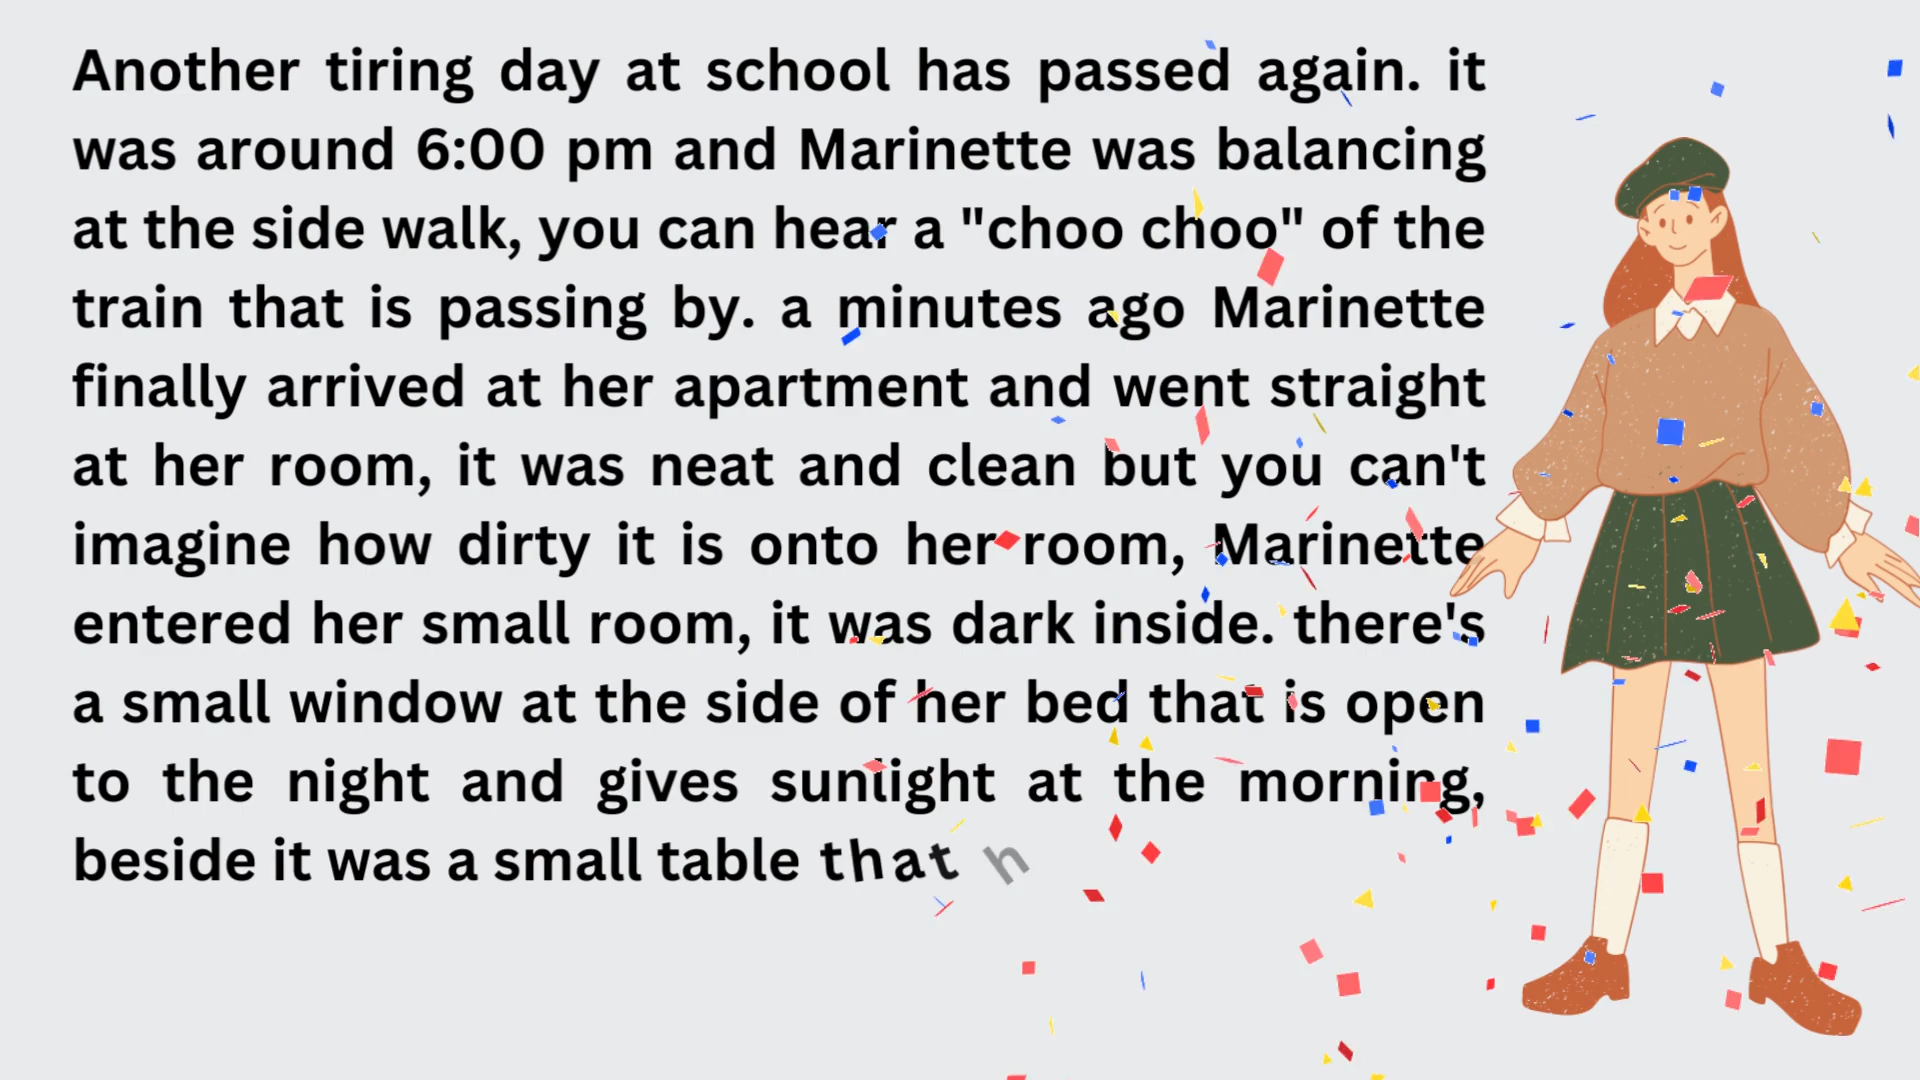 Another tiring day at school has passed again. it
was around 6:00 pm and Marinette was balancing
at the side walk, you can hear a "choo choo" of the
train that is passing by. a minutes ago Marinette
finally arrived at her apartment and went straight
at her room, it was neat and clean but you can't
imagine how dirty it is onto her room, Marinette
entered her small room, it was dark inside. there's
a small window at the side of her bed that is open
to the night and gives sunlight at the morning,
beside it was a small table that h